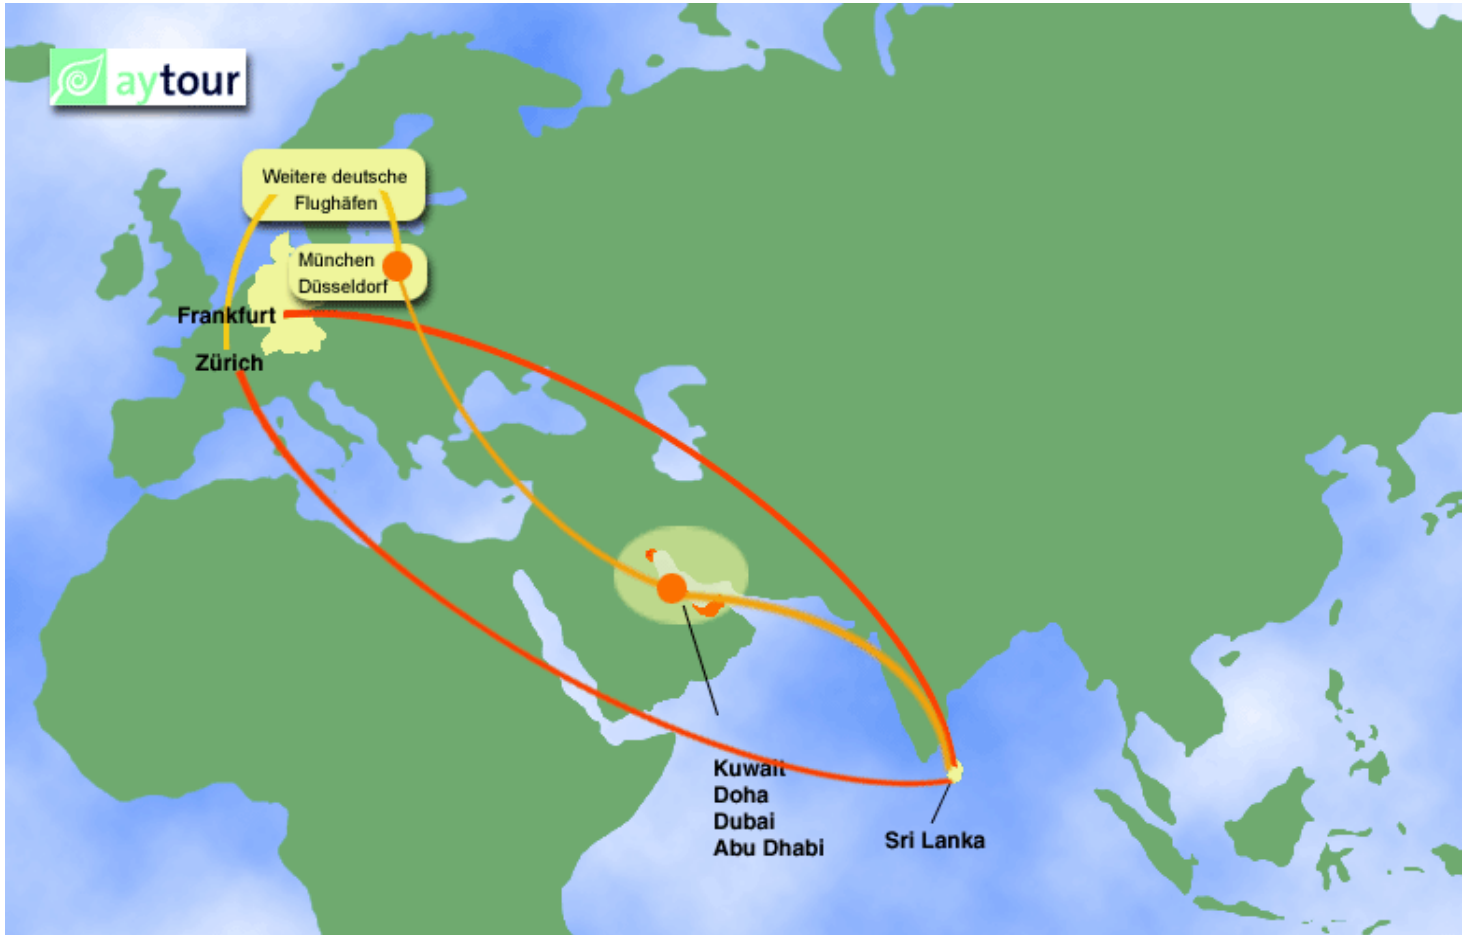 aytour
Weitere deutsche
Flughäfen
München
Düsseldorf
Frankfurt
Zürich
Kuwait
Doha
Dubai
Abu Dhabi
Sri Lanka